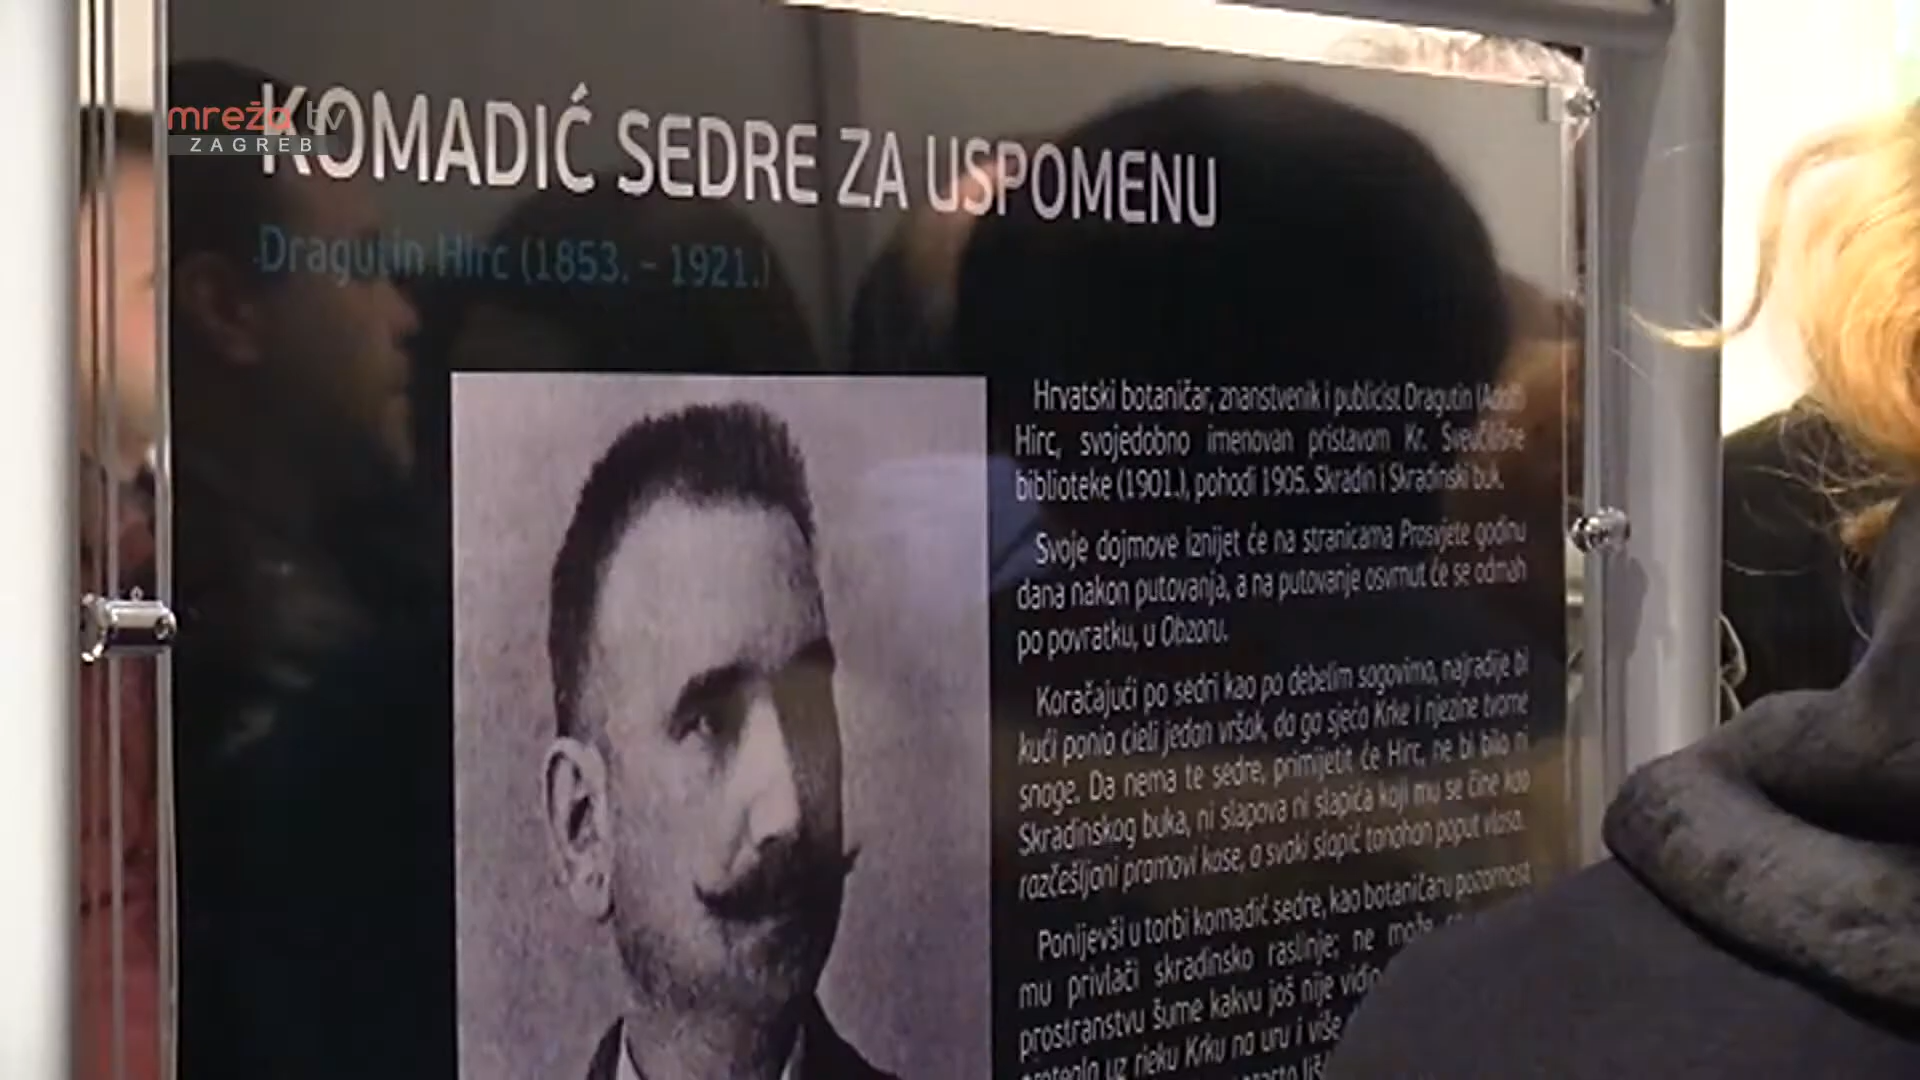 mreža tv
ZAGREB
KOMADIĆ SEDRE ZA USPOMENU
Dragutin Hirc (1853. – 1921.)
Hrvatski botaničar, znanstvenik i publicist Dragutin (Adolf)
Hirc, svojedobno imenovan pristavom Kr. Sveučilišne
biblioteke (1901.), pohodi 1905. Skradin i Skradinski buk.
Svoje dojmove iznijet će na stranicama Prosvjete godinu
dana nakon putovanja, a na putovanje osvrnut će se odmah
po povratku, u Obzoru.
Koračajući po sedri kao po debelim sagovima, najradije bi
kući ponio cieli jedan vršak, da ga sjeća Krke i njezine tvorne
snage. Da nema te sedre, primijetit će Hirc, ne bi bilo ni
Skradinskog buka, ni slapova ni slapića koji mu se čine kao
razčešljani pramovi kose, a svaki slapić tanahan poput vlasa.
Ponijevši u torbi komadić sedre, kao botaničaru pozornost
mu privlači skradinsko raslinje; ne može
prostranstvu šume kakvu još nije
uz rieku Krku na uru i više